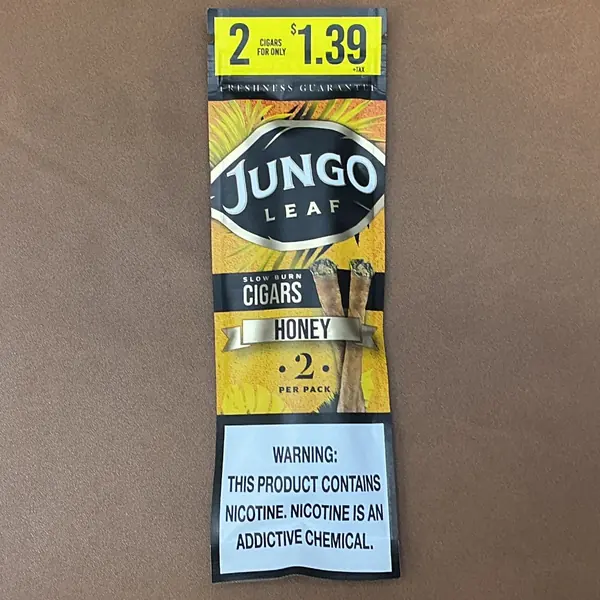 2 CIGARS FOR ONLY $1.39
+TAX
FRESHNESS GUARANTEE
JUNGO
LEAF
SLOW BURN
CIGARS
HONEY
·2·
PER PACK
WARNING:
THIS PRODUCT CONTAINS
NICOTINE. NICOTINE IS AN
ADDICTIVE CHEMICAL.